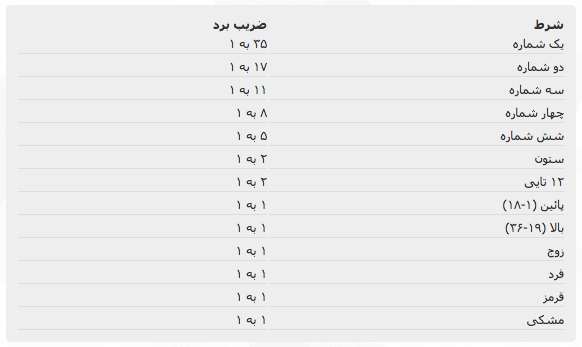 شرط ضریب برد
یک شماره ۳۵ به ۱
دو شماره ۱۷ به ۱
سه شماره ۱۱ به ۱
چهار شماره ۸ به ۱
شش شماره ۵ به ۱
ستون ۲ به ۱
۱۲ تایی ۲ به ۱
پائین (۱-۱۸) ۱ به ۱
بالا (۱۹-۳۶) ۱ به ۱
زوج ۱ به ۱
فرد ۱ به ۱
قرمز ۱ به ۱
مشکی ۱ به ۱